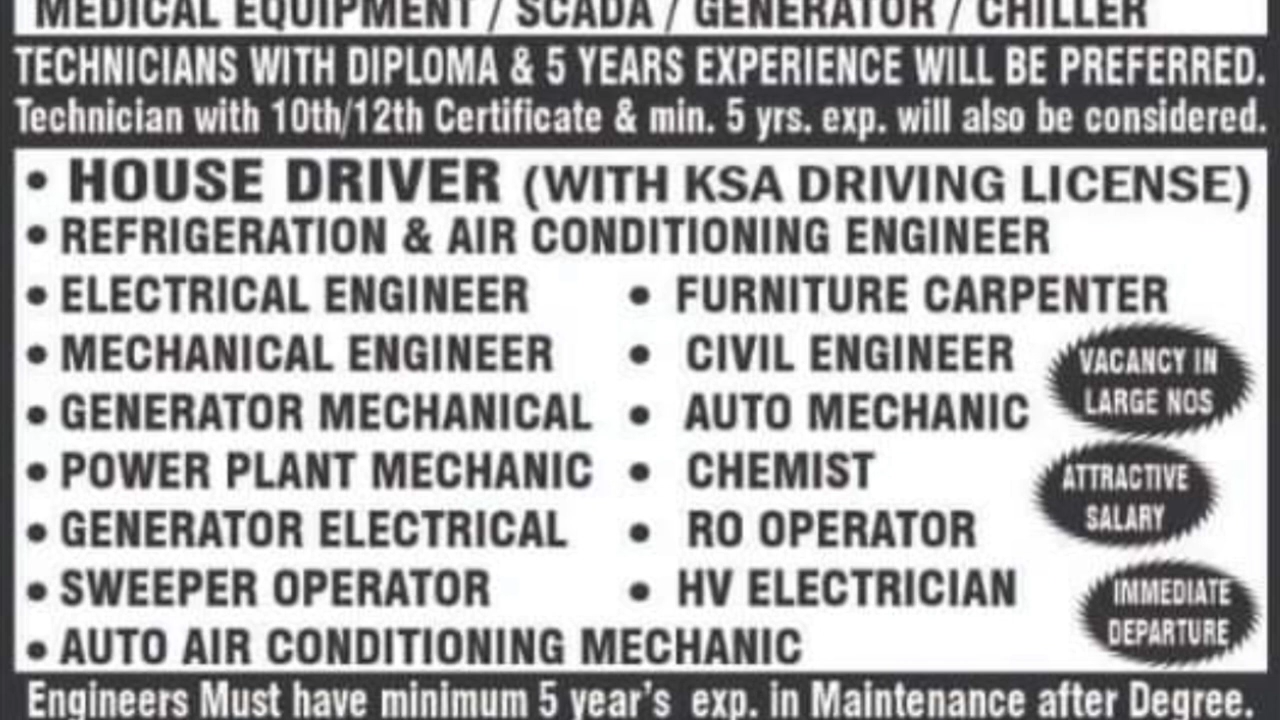 MEDICAL EQUIPMENT / SCADA / GENERATOR / CHILLER
TECHNICIANS WITH DIPLOMA & 5 YEARS EXPERIENCE WILL BE PREFERRED.
Technician with 10th/12th Certificate & min. 5 yrs. exp. will also be considered.
• HOUSE DRIVER (WITH KSA DRIVING LICENSE)
• REFRIGERATION & AIR CONDITIONING ENGINEER
• ELECTRICAL ENGINEER
• MECHANICAL ENGINEER
• GENERATOR MECHANICAL
• POWER PLANT MECHANIC
• GENERATOR ELECTRICAL
• SWEEPER OPERATOR
• AUTO AIR CONDITIONING MECHANIC
• FURNITURE CARPENTER
• CIVIL ENGINEER
• AUTO MECHANIC
• CHEMIST
• RO OPERATOR
• HV ELECTRICIAN
VACANCY IN
LARGE NOS
ATTRACTIVE
SALARY
IMMEDIATE
DEPARTURE
Engineers Must have minimum 5 year's exp. in Maintenance after Degree.